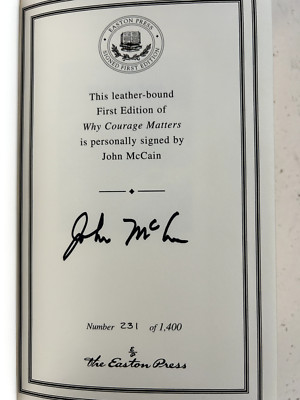 EASTON PRESS
SIGNED FIRST EDITION
This leather-bound
First Edition of
Why Courage Matters
is personally signed by
John McCain
John McCain
Number 231 of 1,400
The Easton Press